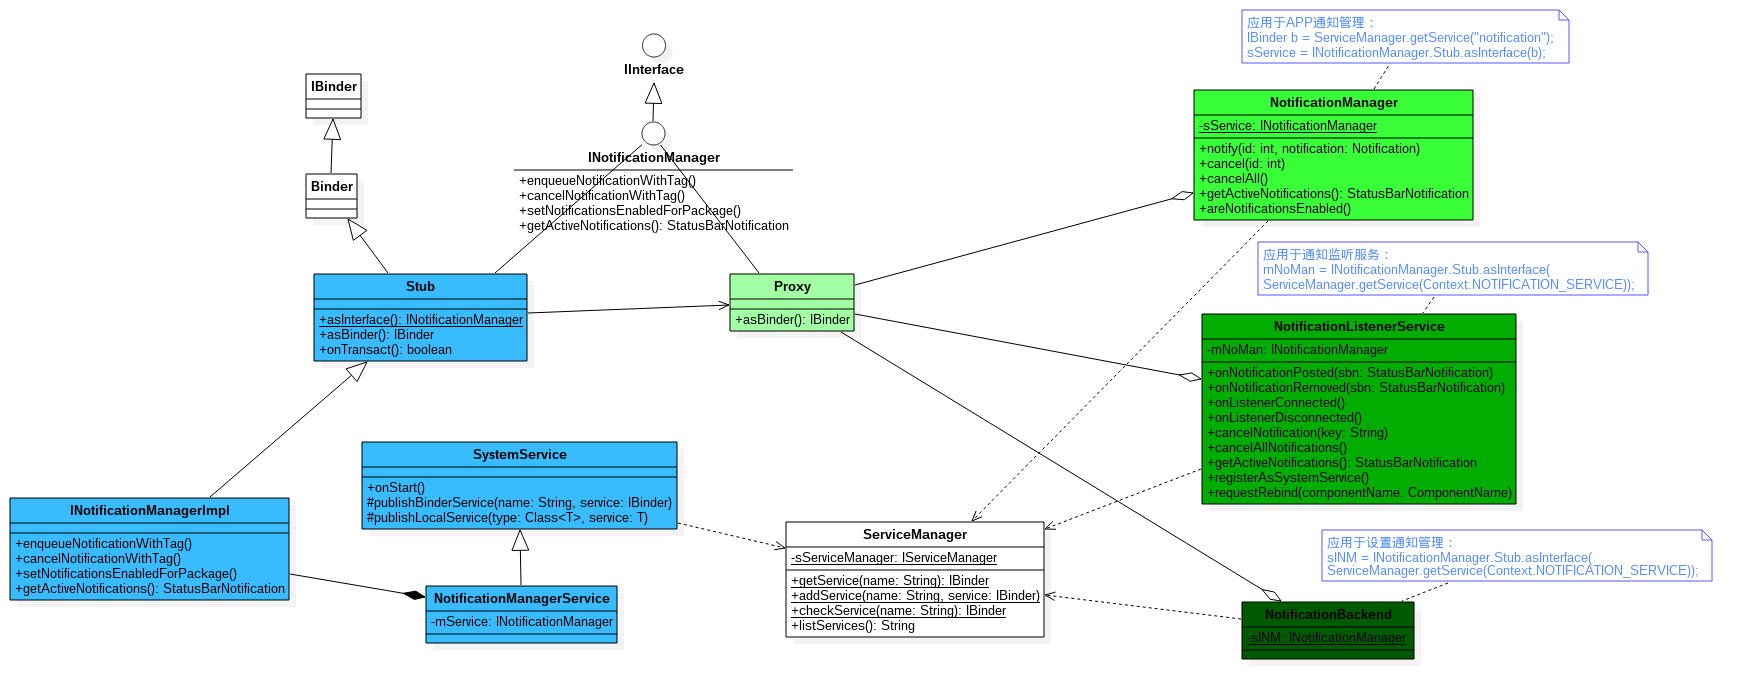 应用于APP通知管理：
IBinder b = ServiceManager.getService("notification");
sService = INotificationManager.Stub.asInterface(b);
IInterface
IBinder
NotificationManager
-sService: INotificationManager
+notify(id: int, notification: Notification)
+cancel(id: int)
+cancelAll()
+getActiveNotifications(): StatusBarNotification
+areNotificationsEnabled()
INotificationManager
+enqueueNotificationWithTag()
+cancelNotificationWithTag()
+setNotificationsEnabledForPackage()
+getActiveNotifications(): StatusBarNotification
Binder
应用于通知监听服务：
mNoMan = INotificationManager.Stub.asInterface(
ServiceManager.getService(Context.NOTIFICATION_SERVICE));
Stub
+asInterface(): INotificationManager
+asBinder(): IBinder
+onTransact(): boolean
Proxy
+asBinder(): IBinder
NotificationListenerService
-mNoMan: INotificationManager
+onNotificationPosted(sbn: StatusBarNotification)
+onNotificationRemoved(sbn: StatusBarNotification)
+onListenerConnected()
+onListenerDisconnected()
+cancelNotification(key: String)
+cancelAllNotifications()
+getActiveNotifications(): StatusBarNotification
+registerAsSystemService()
+requestRebind(componentName: ComponentName)
SystemService
+onStart()
#publishBinderService(name: String, service: IBinder)
#publishLocalService(type: Class<T>, service: T)
INotificationManagerImpl
+enqueueNotificationWithTag()
+cancelNotificationWithTag()
+setNotificationsEnabledForPackage()
+getActiveNotifications(): StatusBarNotification
ServiceManager
-sServiceManager: IServiceManager
+getService(name: String): IBinder
+addService(name: String, service: IBinder)
+checkService(name: String): IBinder
+listServices(): String
应用于设置通知管理：
sINM = INotificationManager.Stub.asInterface(
ServiceManager.getService(Context.NOTIFICATION_SERVICE));
NotificationManagerService
-mService: INotificationManager
NotificationBackend
-sINM: INotificationManager